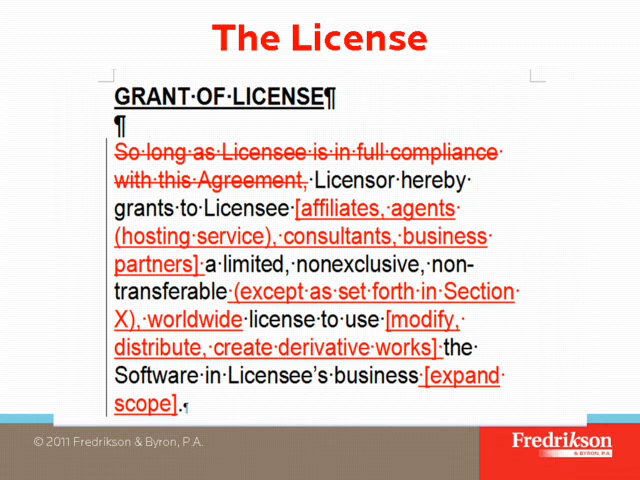 The License
GRANT·OF·LICENSE¶
¶
So·long·as·Licensee·is·in·full·compliance·
with·this·Agreement,·Licensor·hereby·
grants·to·Licensee·[affiliates,·agents·
(hosting·service),·consultants,·business·
partners]·a·limited,·nonexclusive,·non-
transferable·(except·as·set·forth·in·Section·
X),·worldwide·license·to·use·[modify,·
distribute,·create·derivative·works]·the·
Software·in·Licensee’s·business·[expand·
scope].¶
© 2011 Fredrikson & Byron, P.A.
Fredrikson
& BYRON, P.A.